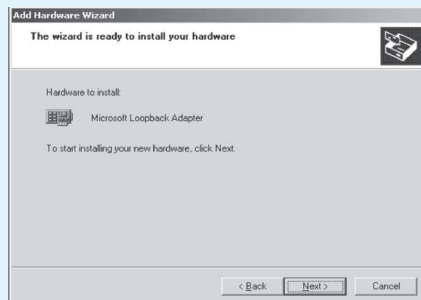 Add Hardware Wizard
The wizard is ready to install your hardware
Hardware to install:
Microsoft Loopback Adapter
To start installing your new hardware, click Next.
< Back Next > Cancel